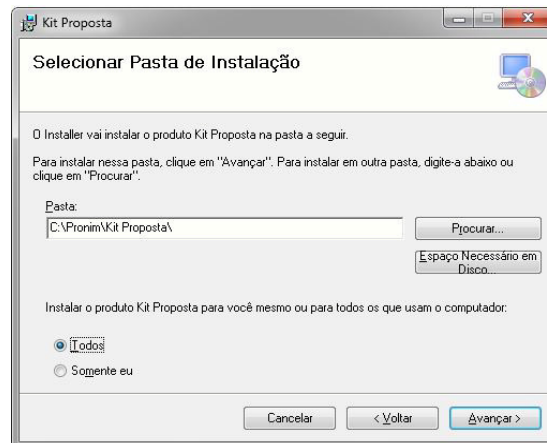 Kit Proposta
Selecionar Pasta de Instalação
O Installer vai instalar o produto Kit Proposta na pasta a seguir.
Para instalar nessa pasta, clique em "Avançar". Para instalar em outra pasta, digite-a abaixo ou
clique em "Procurar".
Pasta:
C:\Pronim\Kit Proposta\
Procurar...
Espaço Necessário em
Disco...
Instalar o produto Kit Proposta para você mesmo ou para todos os que usam o computador:
Todos
Somente eu
Cancelar
< Voltar
Avançar >